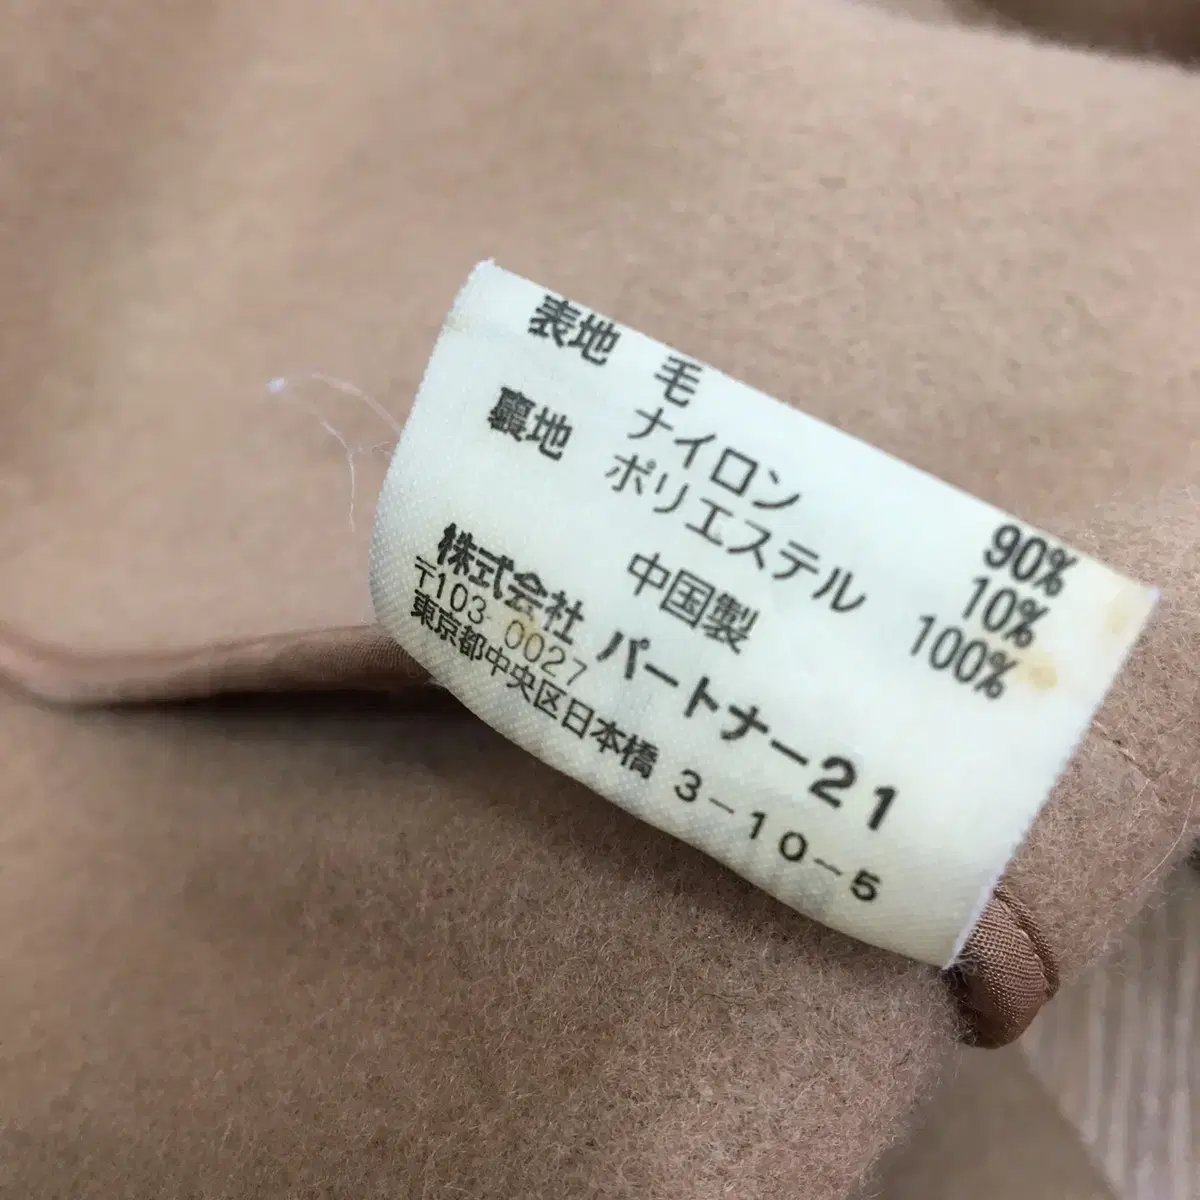 表地 毛 90%
ナイロン 10%
裏地 ポリエステル 100%
中国製
株式会社 パートナー21
〒103-0027
東京都中央区日本橋 3-10-5